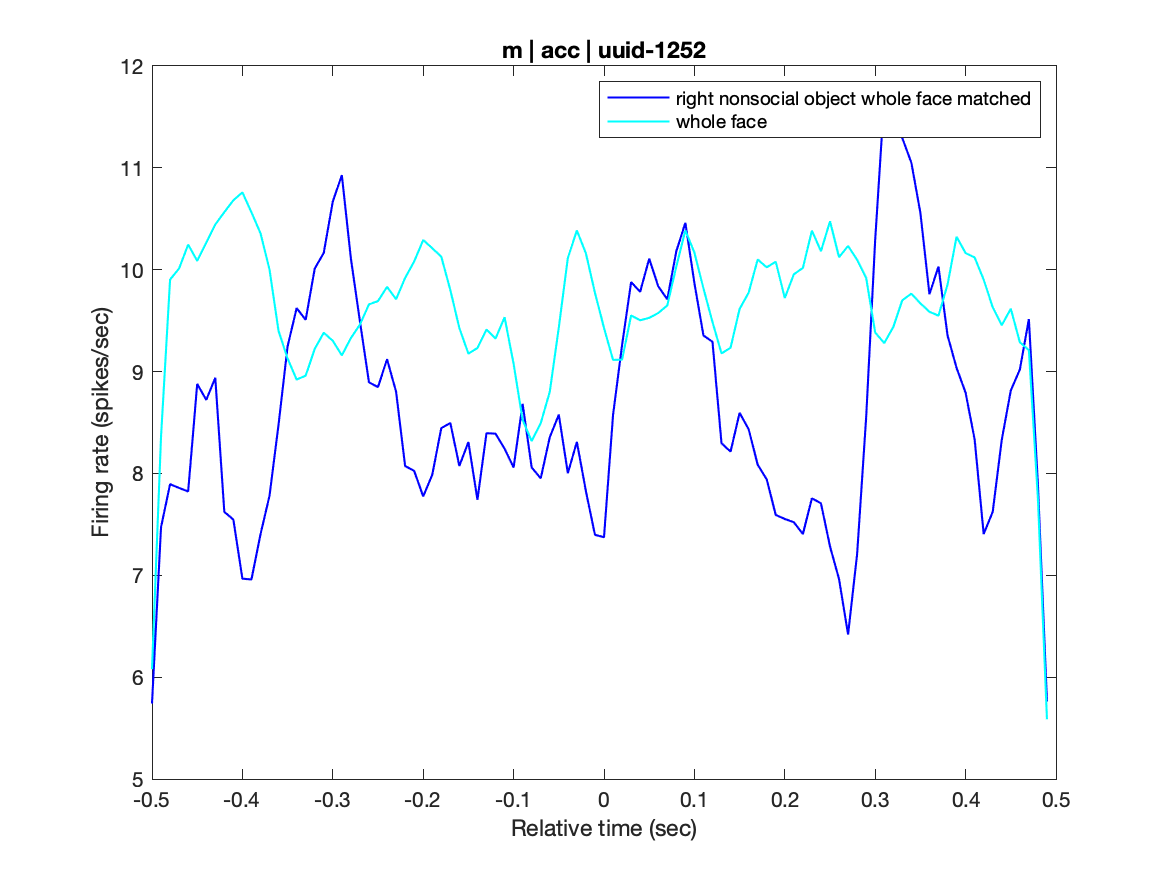 m | acc | uuid-1252
12
right nonsocial object whole face matched
whole face
11
10
9
8
7
6
5
Firing rate (spikes/sec)
-0.5 -0.4 -0.3 -0.2 -0.1 0 0.1 0.2 0.3 0.4 0.5
Relative time (sec)